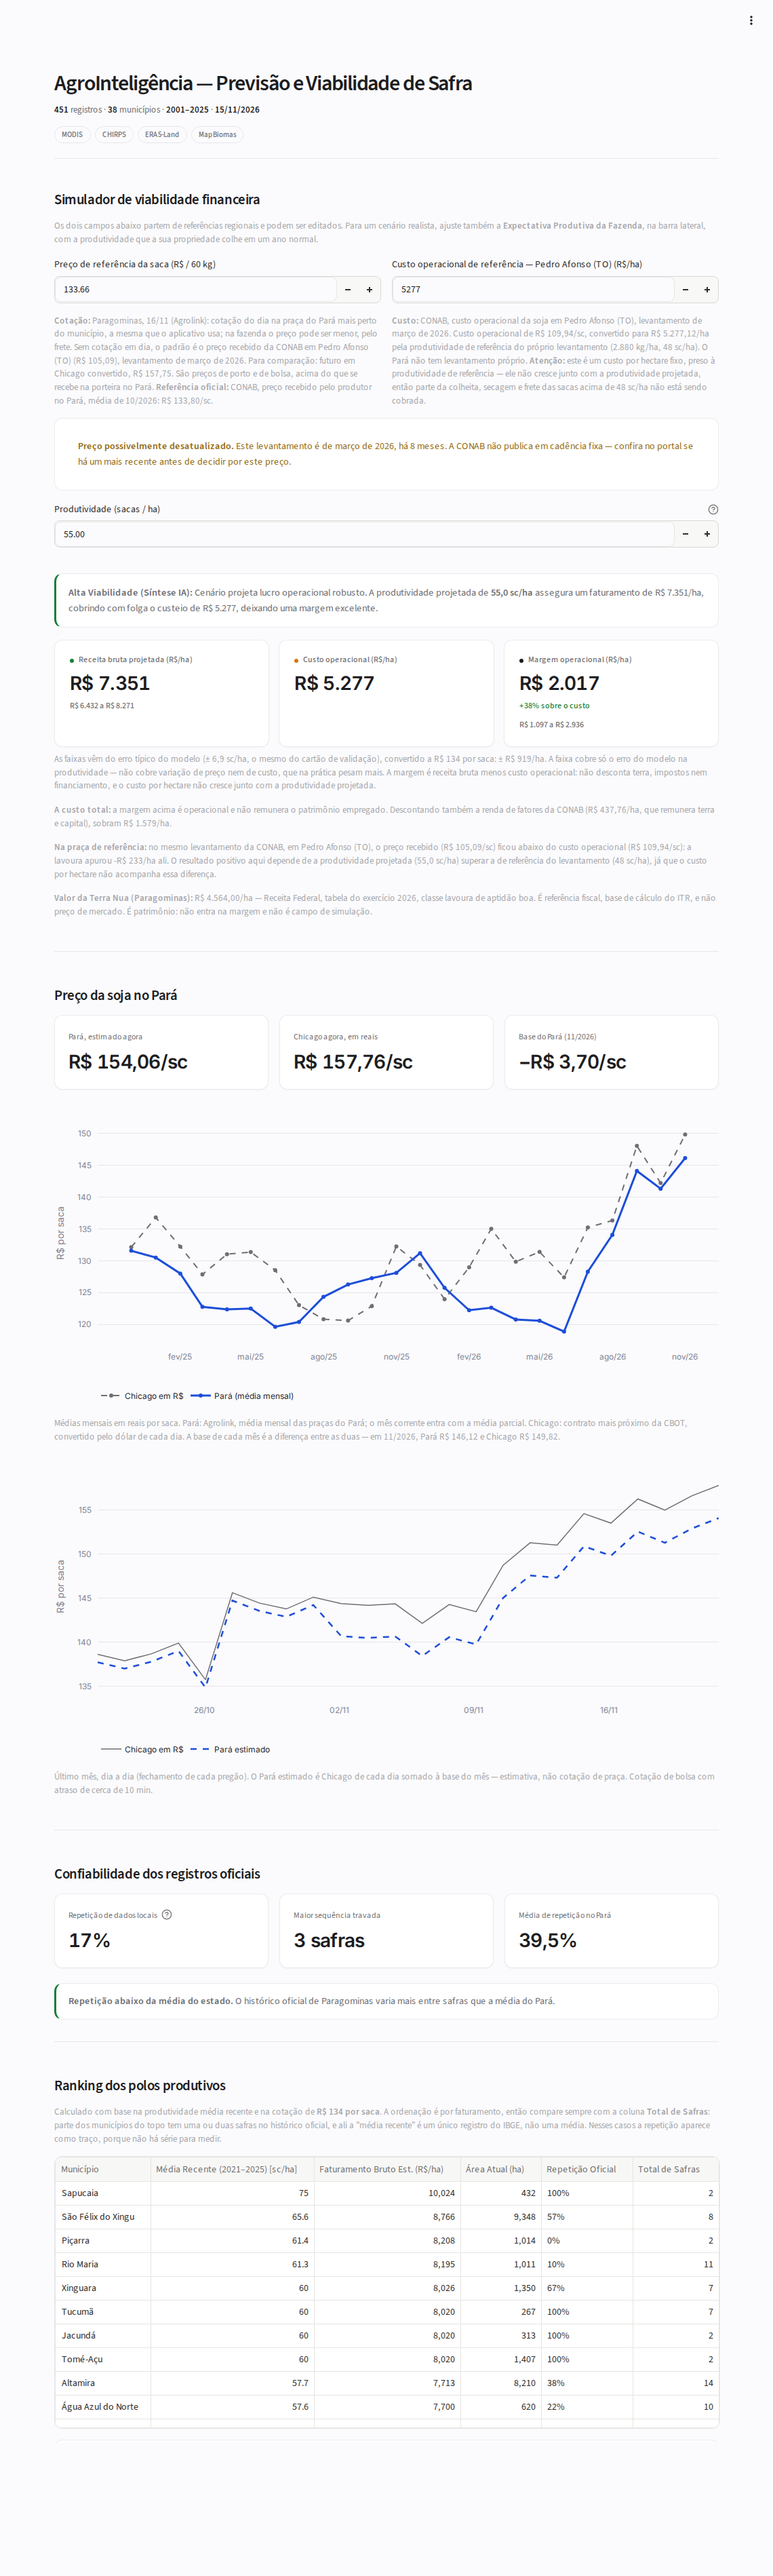 AgroInteligência — Previsão e Viabilidade de Safra
451 registros · 38 municípios · 2001–2025 · 15/11/2026
MODIS CHIRPS ERA5-Land MapBiomas
Simulador de viabilidade financeira
Os dois campos abaixo partem de referências regionais e podem ser editados. Para um cenário realista, ajuste também a Expectativa Produtiva da Fazenda, na barra lateral,
com a produtividade que a sua propriedade colhe em um ano normal.
Preço de referência da saca (R$ / 60 kg)
133.66
Cotação: Paragominas, 16/11 (Agrolink): cotação do dia na praça do Pará mais perto
do município, a mesma que o aplicativo usa; na fazenda o preço pode ser menor, pelo
frete. Sem cotação em dia, o padrão é o preço recebido da CONAB em Pedro Afonso
(TO) (R$ 105,09), levantamento de março de 2026. Para comparação: futuro em
Chicago convertido, R$ 157,75. São preços de porto e de bolsa, acima do que se
recebe na porteira no Pará. Referência oficial: CONAB, preço recebido pelo produtor
no Pará, média de 10/2026: R$ 133,80/sc.
Custo operacional de referência — Pedro Afonso (TO) (R$/ha)
5277
Custo: CONAB, custo operacional da soja em Pedro Afonso (TO), levantamento de
março de 2026. Custo operacional de R$ 109,94/sc, convertido para R$ 5.277,12/ha
pela produtividade de referência do próprio levantamento (2.880 kg/ha, 48 sc/ha). O
Pará não tem levantamento próprio. Atenção: este é um custo por hectare fixo, preso à
produtividade de referência — ele não cresce junto com a produtividade projetada,
então parte da colheita, secagem e frete das sacas acima de 48 sc/ha não está sendo
cobrada.
Preço possivelmente desatualizado. Este levantamento é de março de 2026, há 8 meses. A CONAB não publica em cadência fixa — confira no portal se
há um mais recente antes de decidir por este preço.
Produtividade (sacas / ha)
55.00
Alta Viabilidade (Síntese IA): Cenário projeta lucro operacional robusto. A produtividade projetada de 55,0 sc/ha assegura um faturamento de R$ 7.351/ha,
cobrindo com folga o custeio de R$ 5.277, deixando uma margem excelente.
Receita bruta projetada (R$/ha)
R$ 7.351
R$ 6.432 a R$ 8.271
Custo operacional (R$/ha)
R$ 5.277
Margem operacional (R$/ha)
R$ 2.017
+38% sobre o custo
R$ 1.097 a R$ 2.936
As faixas vêm do erro típico do modelo (± 6,9 sc/ha, o mesmo do cartão de validação), convertido a R$ 134 por saca: ± R$ 919/ha. A faixa cobre só o erro do modelo na
produtividade — não cobre variação de preço nem de custo, que na prática pesam mais. A margem é receita bruta menos custo operacional: não desconta terra, impostos nem
financiamento, e o custo por hectare não cresce junto com a produtividade projetada.
A custo total: a margem acima é operacional e não remunera o patrimônio empregado. Descontando também a renda de fatores da CONAB (R$ 437,76/ha, que remunera terra
e capital), sobram R$ 1.579/ha.
Na praça de referência: no mesmo levantamento da CONAB, em Pedro Afonso (TO), o preço recebido (R$ 105,09/sc) ficou abaixo do custo operacional (R$ 109,94/sc): a
lavoura apurou -R$ 233/ha ali. O resultado positivo aqui depende de a produtividade projetada (55,0 sc/ha) superar a de referência do levantamento (48 sc/ha), já que o custo
por hectare não acompanha essa diferença.
Valor da Terra Nua (Paragominas): R$ 4.564,00/ha — Receita Federal, tabela do exercício 2026, classe lavoura de aptidão boa. É referência fiscal, base de cálculo do ITR, e não
preço de mercado. É patrimônio: não entra na margem e não é campo de simulação.
Preço da soja no Pará
Pará, estimado agora
R$ 154,06/sc
Chicago agora, em reais
R$ 157,76/sc
Base do Pará (11/2026)
−R$ 3,70/sc
R$ por saca
150
145
140
135
130
125
120
fev/25 mai/25 ago/25 nov/25 fev/26 mai/26 ago/26 nov/26
Chicago em R$ Pará (média mensal)
Médias mensais em reais por saca. Pará: Agrolink, média mensal das praças do Pará; o mês corrente entra com a média parcial. Chicago: contrato mais próximo da CBOT,
convertido pelo dólar de cada dia. A base de cada mês é a diferença entre as duas — em 11/2026, Pará R$ 146,12 e Chicago R$ 149,82.
R$ por saca
155
150
145
140
135
26/10 02/11 09/11 16/11
Chicago em R$ Pará estimado
Último mês, dia a dia (fechamento de cada pregão). O Pará estimado é Chicago de cada dia somado à base do mês — estimativa, não cotação de praça. Cotação de bolsa com
atraso de cerca de 10 min.
Confiabilidade dos registros oficiais
Repetição de dados locais
17%
Maior sequência travada
3 safras
Média de repetição no Pará
39,5%
Repetição abaixo da média do estado. O histórico oficial de Paragominas varia mais entre safras que a média do Pará.
Ranking dos polos produtivos
Calculado com base na produtividade média recente e na cotação de R$ 134 por saca. A ordenação é por faturamento, então compare sempre com a coluna Total de Safras:
parte dos municípios do topo tem uma ou duas safras no histórico oficial, e ali a "média recente" é um único registro do IBGE, não uma média. Nesses casos a repetição aparece
como traço, porque não há série para medir.
Município Média Recente (2021–2025) [sc/ha] Faturamento Bruto Est. (R$/ha) Área Atual (ha) Repetição Oficial Total de Safras
Sapucaia 75 10,024 432 100% 2
São Félix do Xingu 65.6 8,766 9,348 57% 8
Piçarra 61.4 8,208 1,014 0% 2
Rio Maria 61.3 8,195 1,011 10% 11
Xinguara 60 8,026 1,350 67% 7
Tucumã 60 8,020 267 100% 7
Jacundá 60 8,020 313 100% 2
Tomé-Açu 60 8,020 1,407 100% 2
Altamira 57.7 7,713 8,210 38% 14
Água Azul do Norte 57.6 7,700 620 22% 10